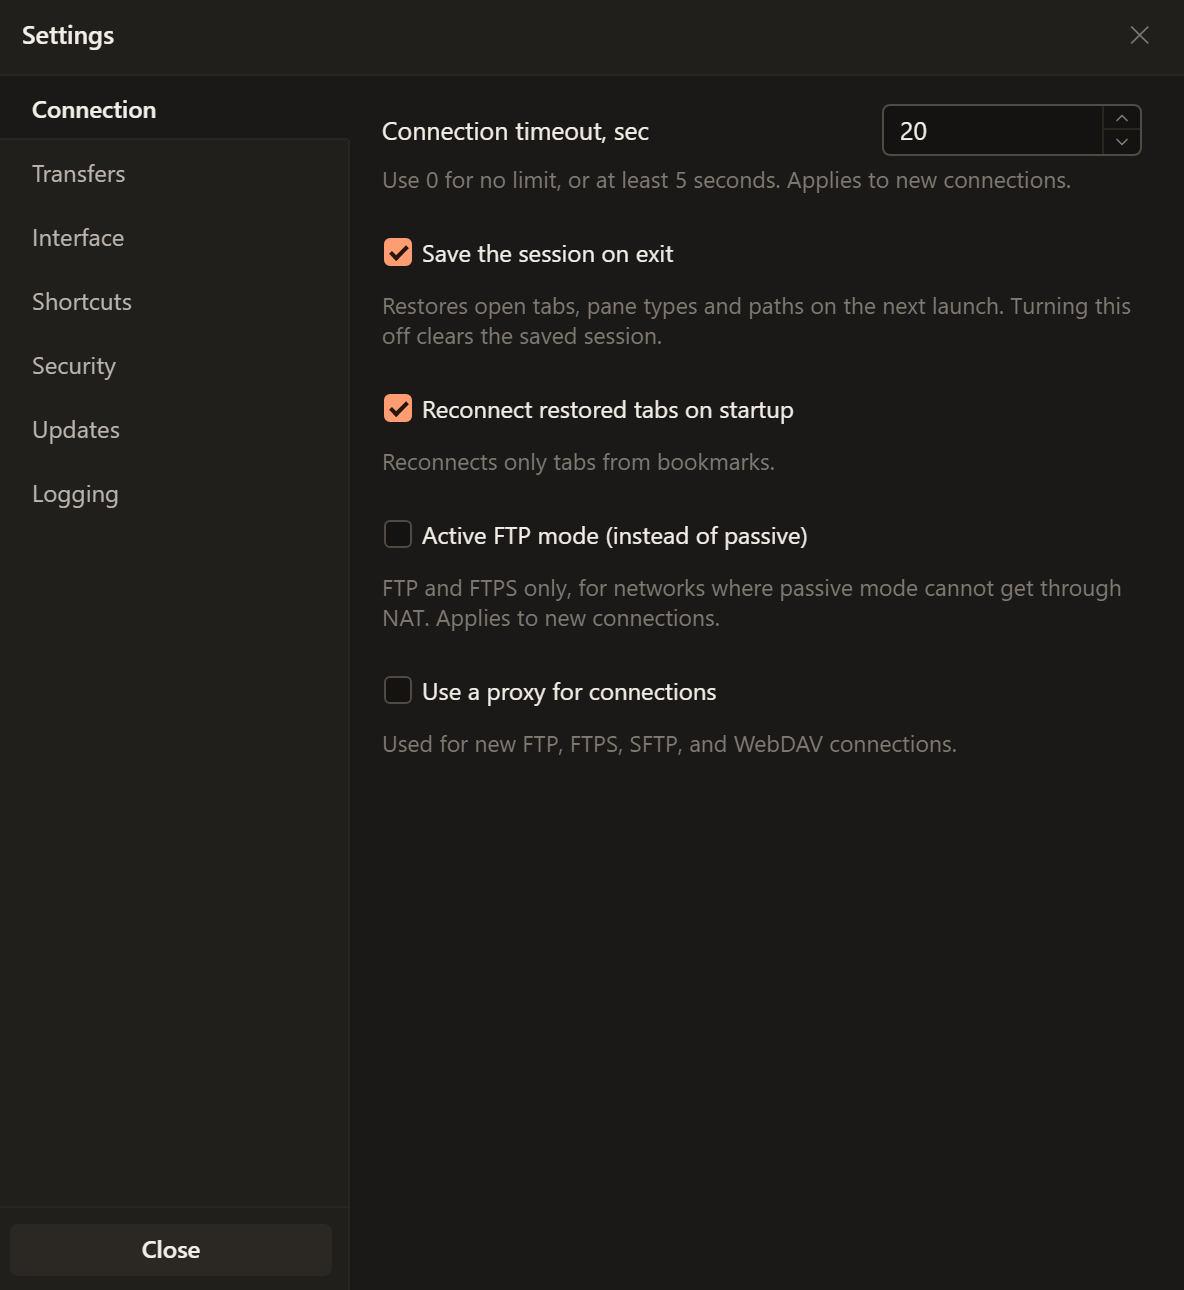 Settings
Connection
Transfers
Interface
Shortcuts
Security
Updates
Logging
Close
Connection timeout, sec
20
Use 0 for no limit, or at least 5 seconds. Applies to new connections.
Save the session on exit
Restores open tabs, pane types and paths on the next launch. Turning this
off clears the saved session.
Reconnect restored tabs on startup
Reconnects only tabs from bookmarks.
Active FTP mode (instead of passive)
FTP and FTPS only, for networks where passive mode cannot get through
NAT. Applies to new connections.
Use a proxy for connections
Used for new FTP, FTPS, SFTP, and WebDAV connections.